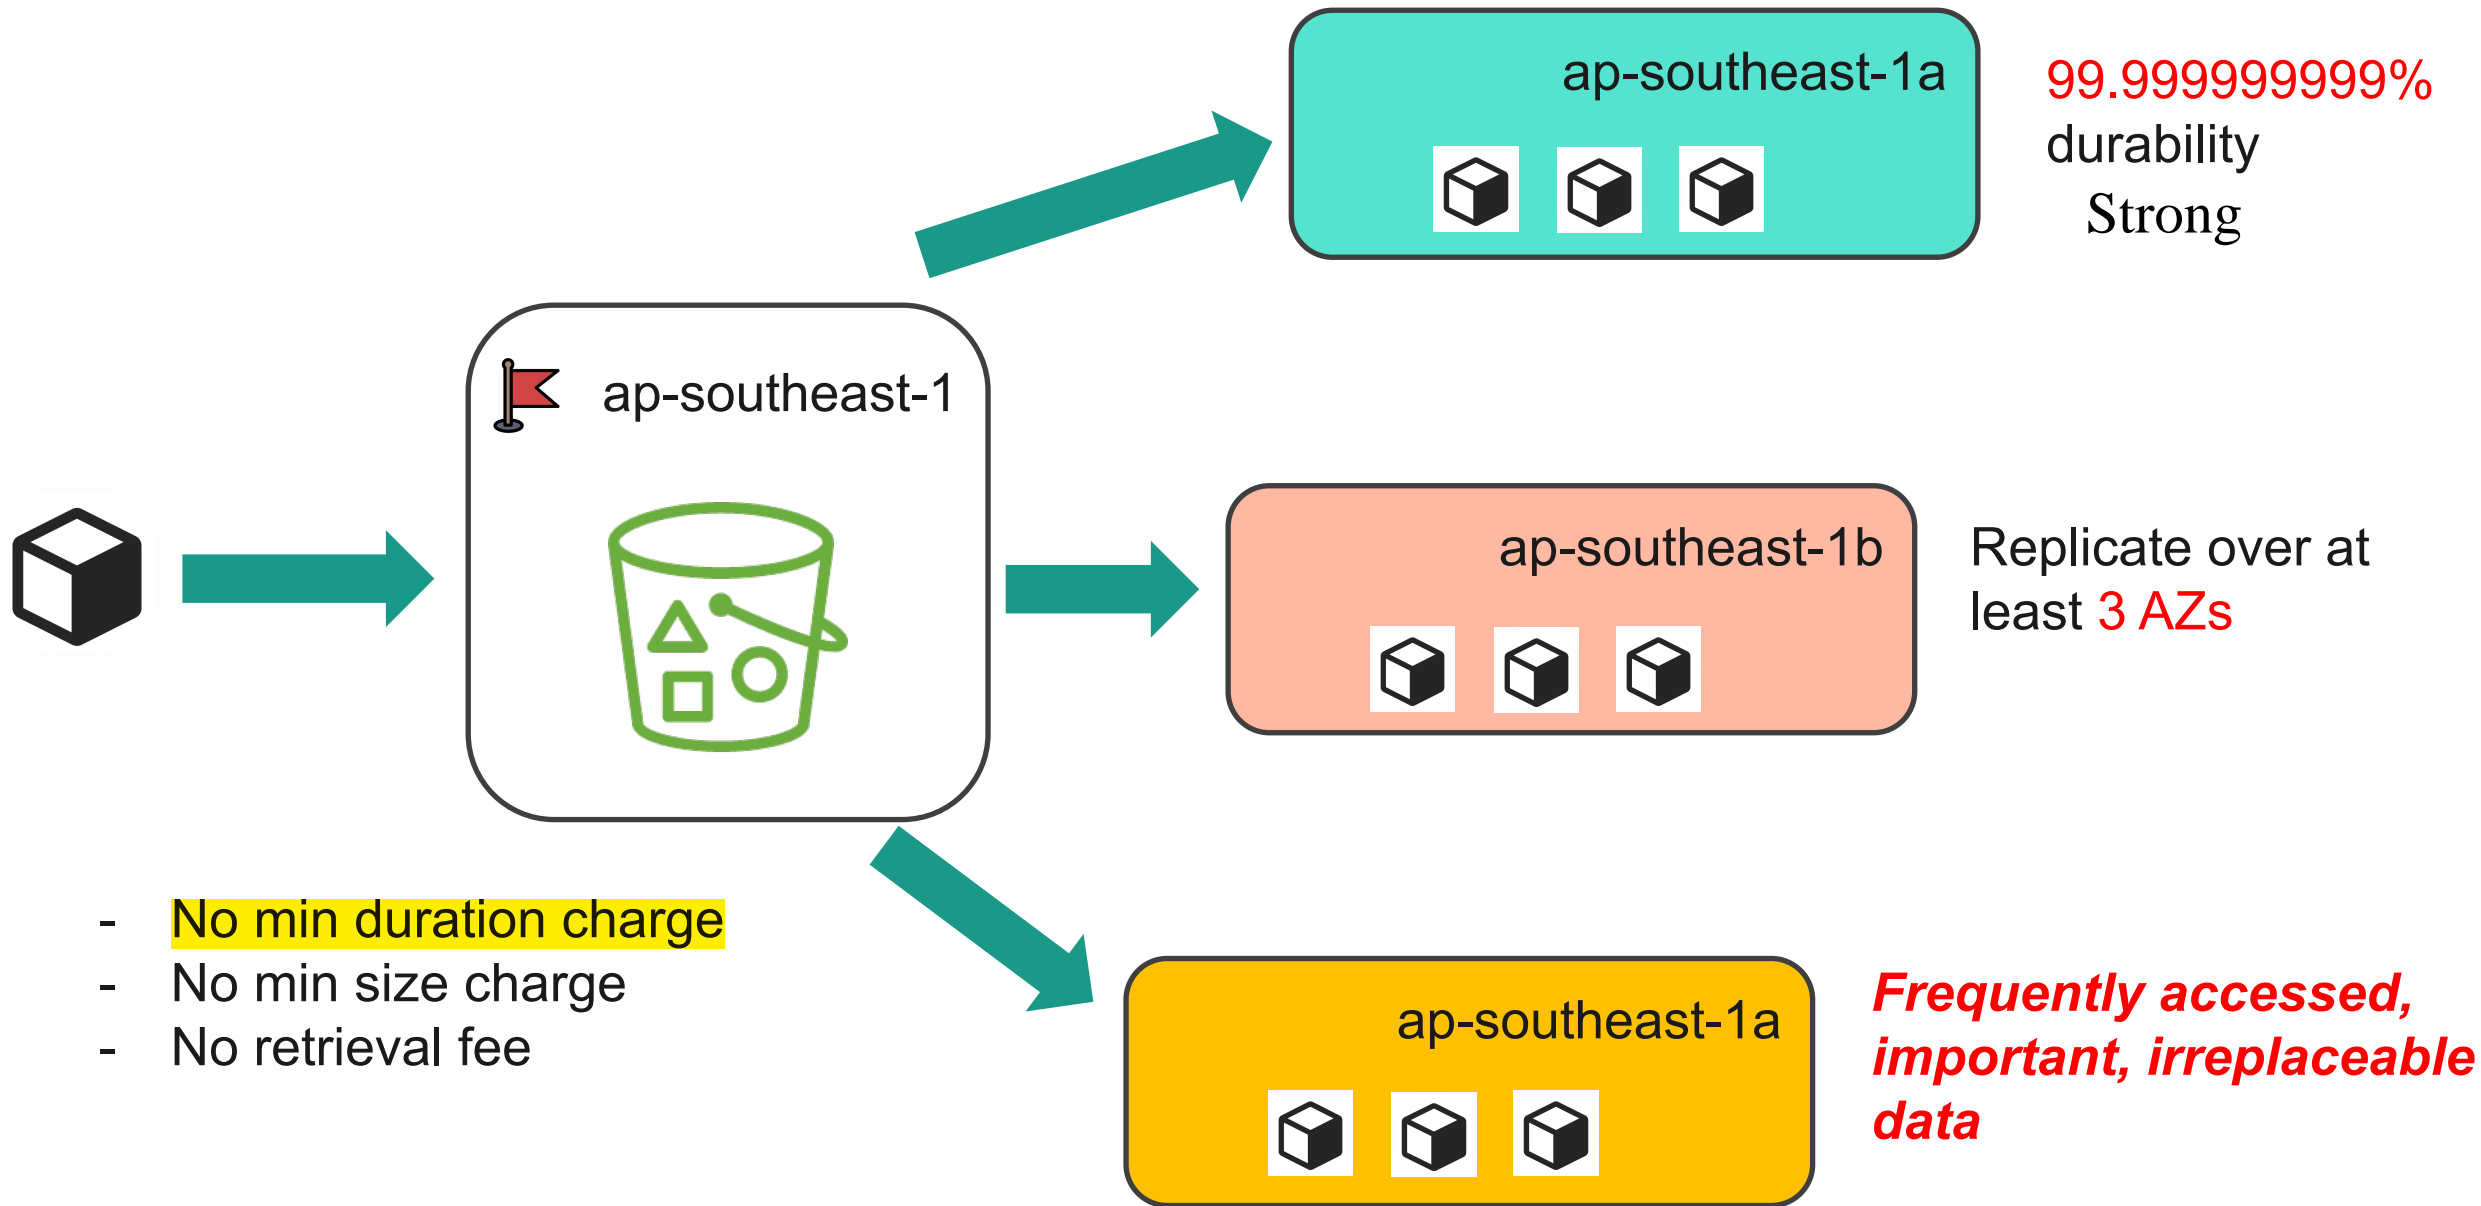 ap-southeast-1a
99.999999999%
durability
Strong
ap-southeast-1
ap-southeast-1b
Replicate over at
least 3 AZs
- No min duration charge
- No min size charge
- No retrieval fee
ap-southeast-1a
Frequently accessed,
important, irreplaceable
data